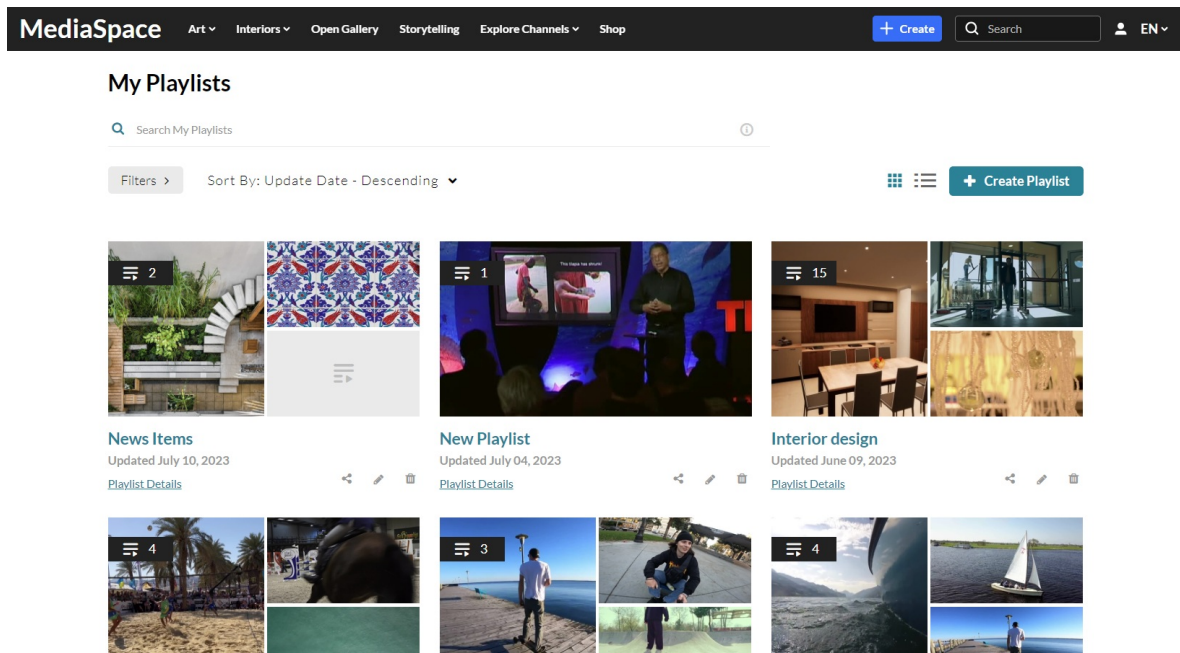 MediaSpace Art Interiors Open Gallery Storytelling Explore Channels Shop + Create Search EN
My Playlists
Search My Playlists
Filters > Sort By: Update Date - Descending + Create Playlist
2 1 15
News Items New Playlist Interior design
Updated July 10, 2023 Updated July 04, 2023 Updated June 09, 2023
Playlist Details Playlist Details Playlist Details
4 3 4